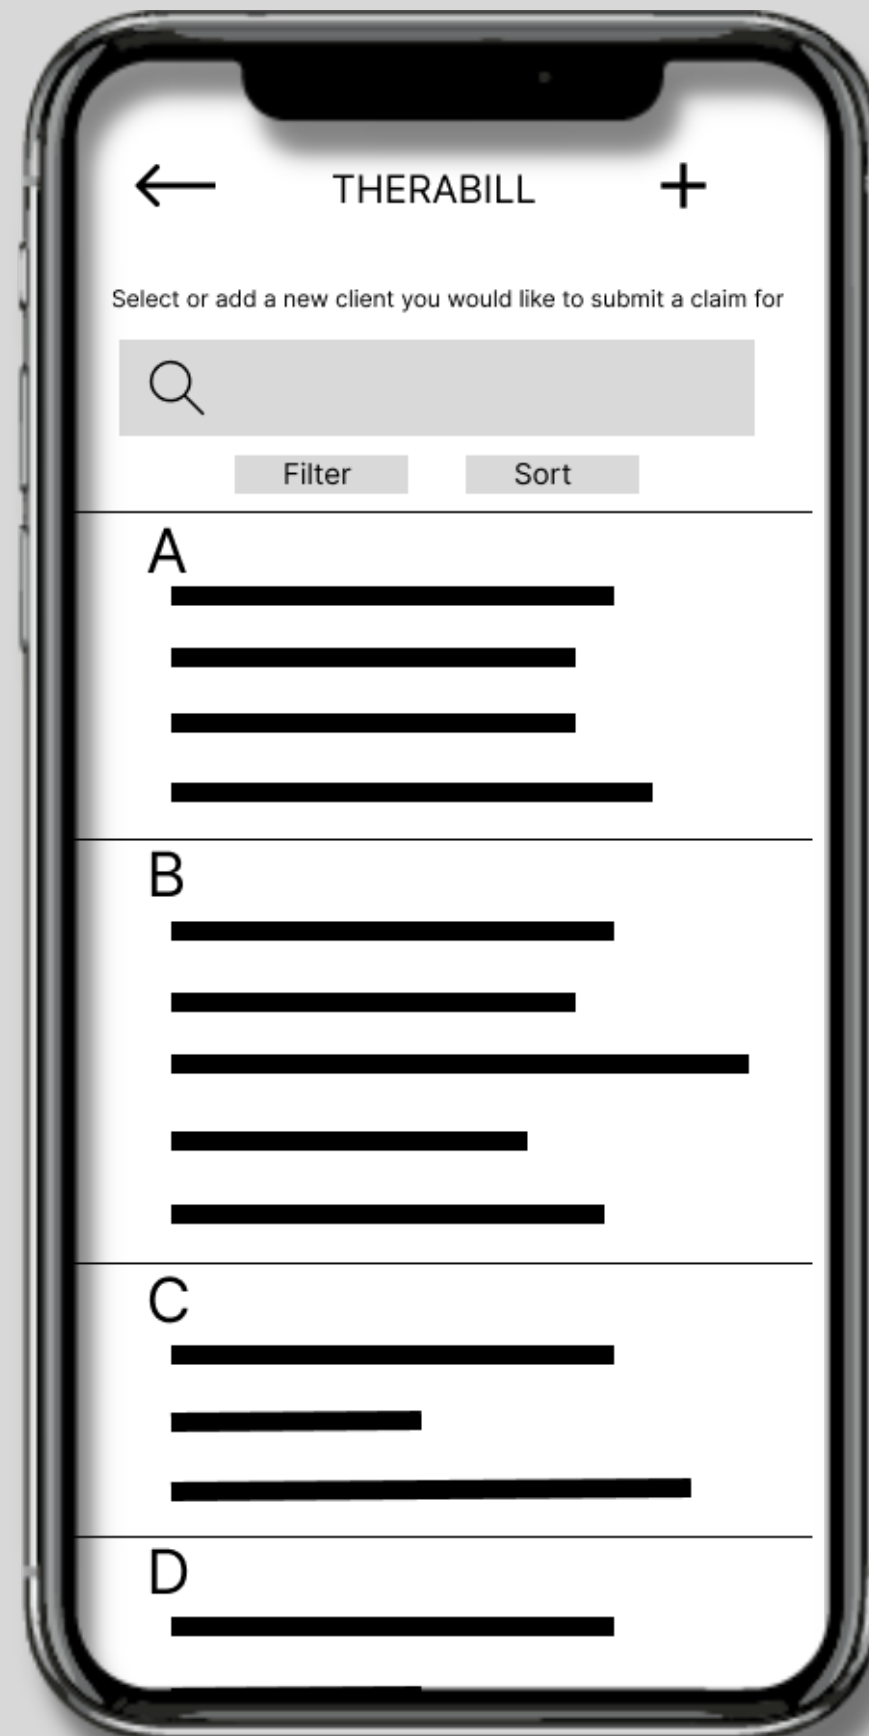 THERABILL
Select or add a new client you would like to submit a claim for
Filter Sort
A
B
C
D